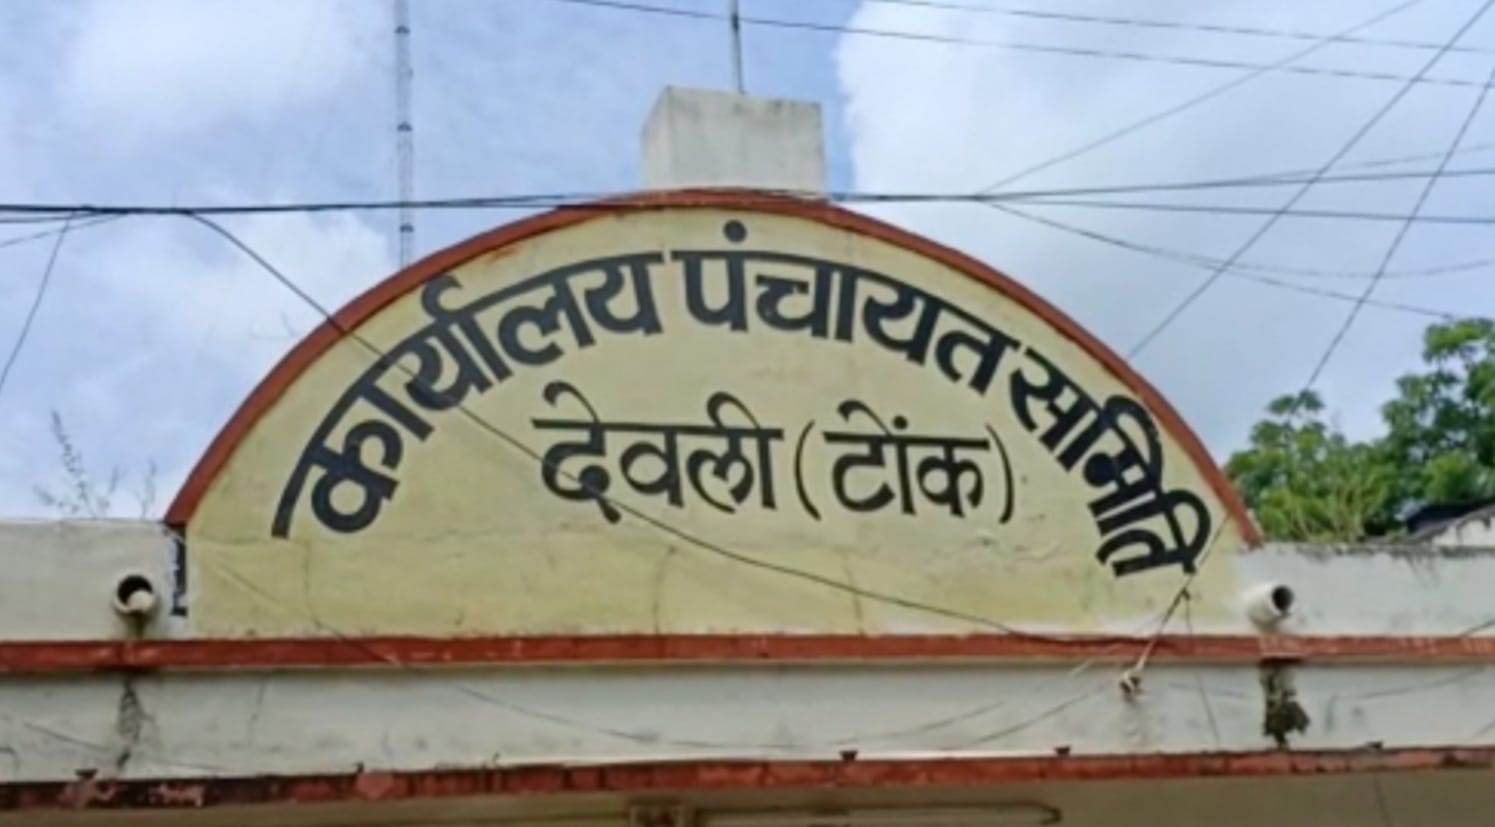 कार्यालय पंचायत समिति
देवली (टोंक)